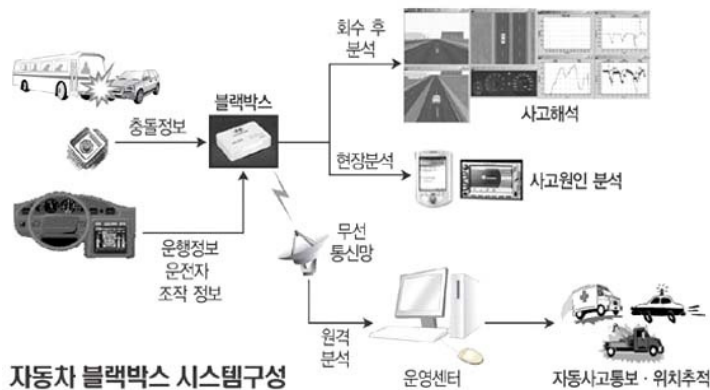 회수 후
분석
블랙박스
사고해석
충돌정보
현장분석
사고원인 분석
운행정보
운전자
조작 정보
무선
통신망
원격
분석
운영센터
자동사고통보 · 위치추적
자동차 블랙박스 시스템구성